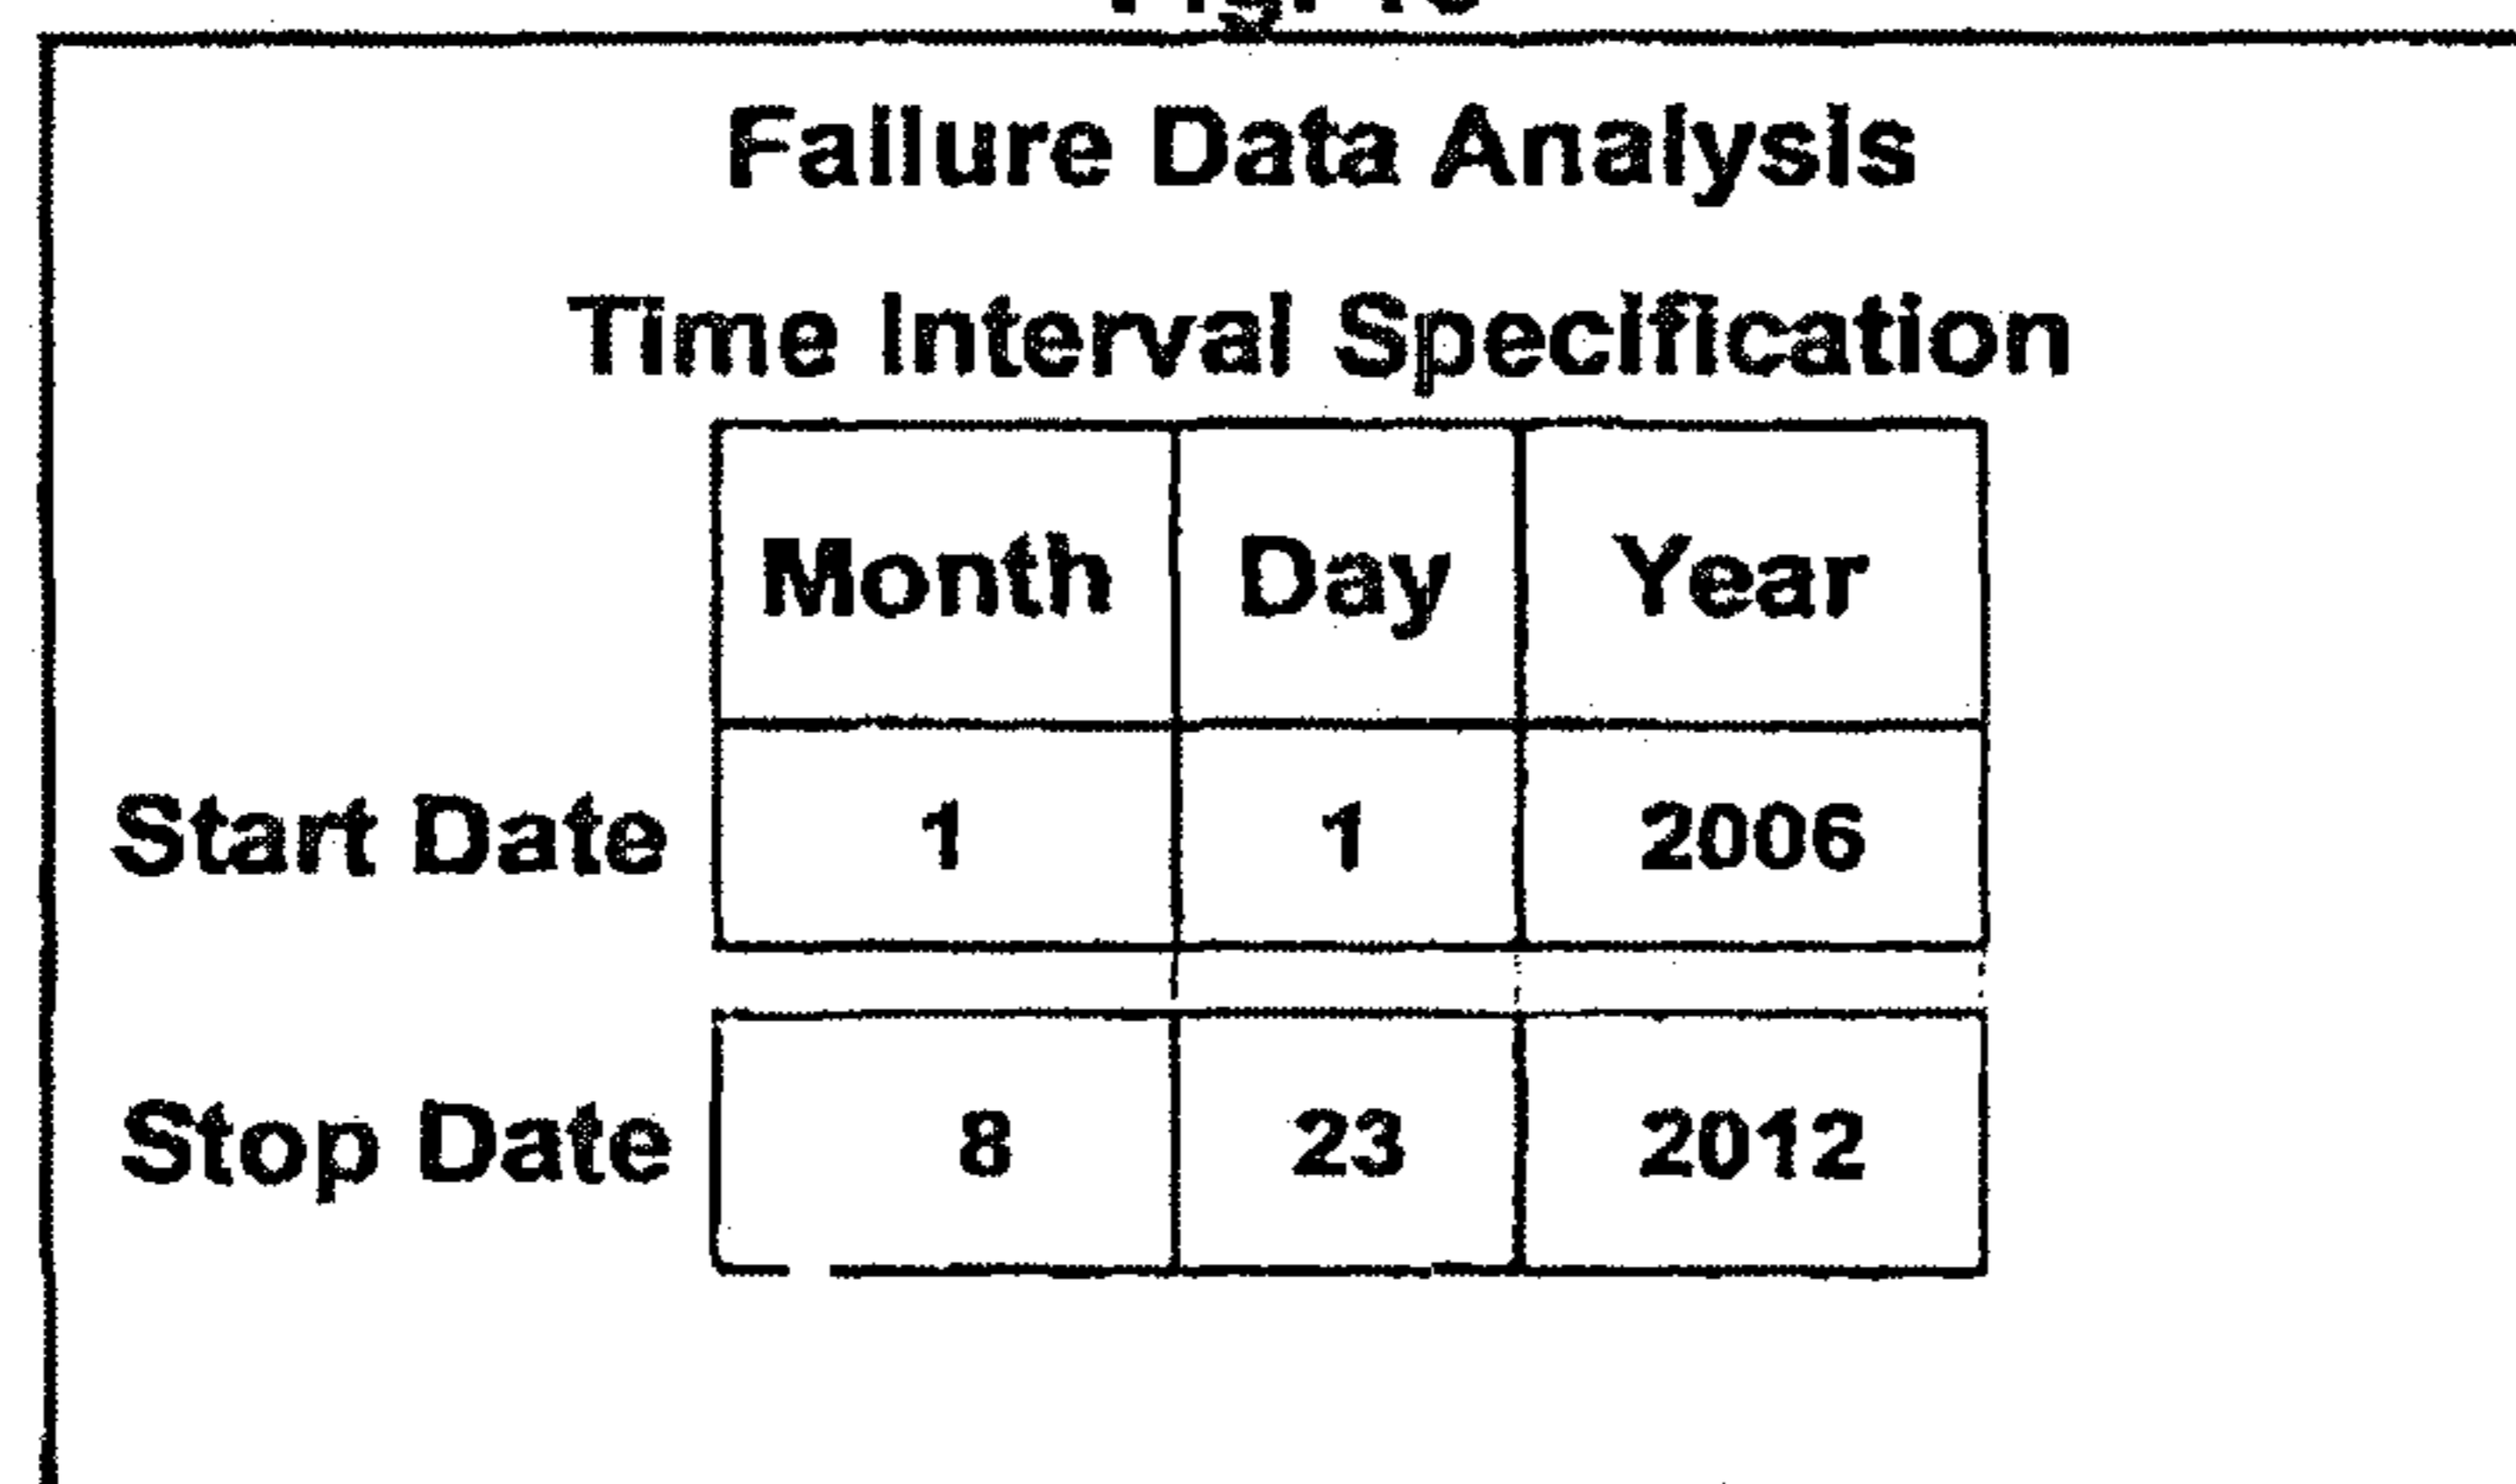 Failure Data Analysis
Time Interval Specification
Month Day Year
Start Date 1 1 2006
Stop Date 8 23 2012